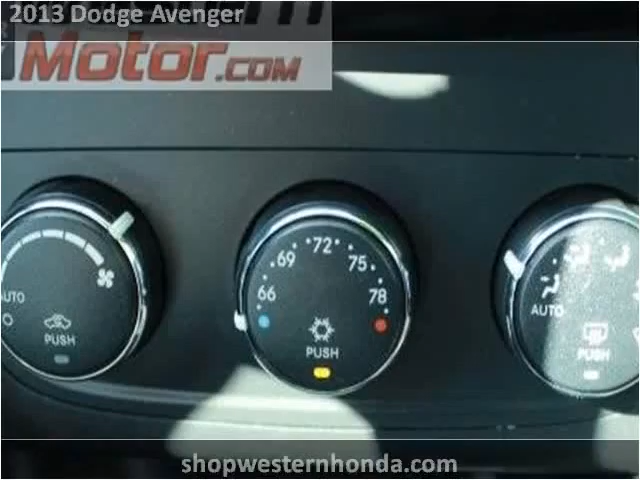 2013 Dodge Avenger
Motor.COM
72
69
75
66
78
AUTO
AUTO
PUSH
PUSH
PUSH
shopwesternhonda.com